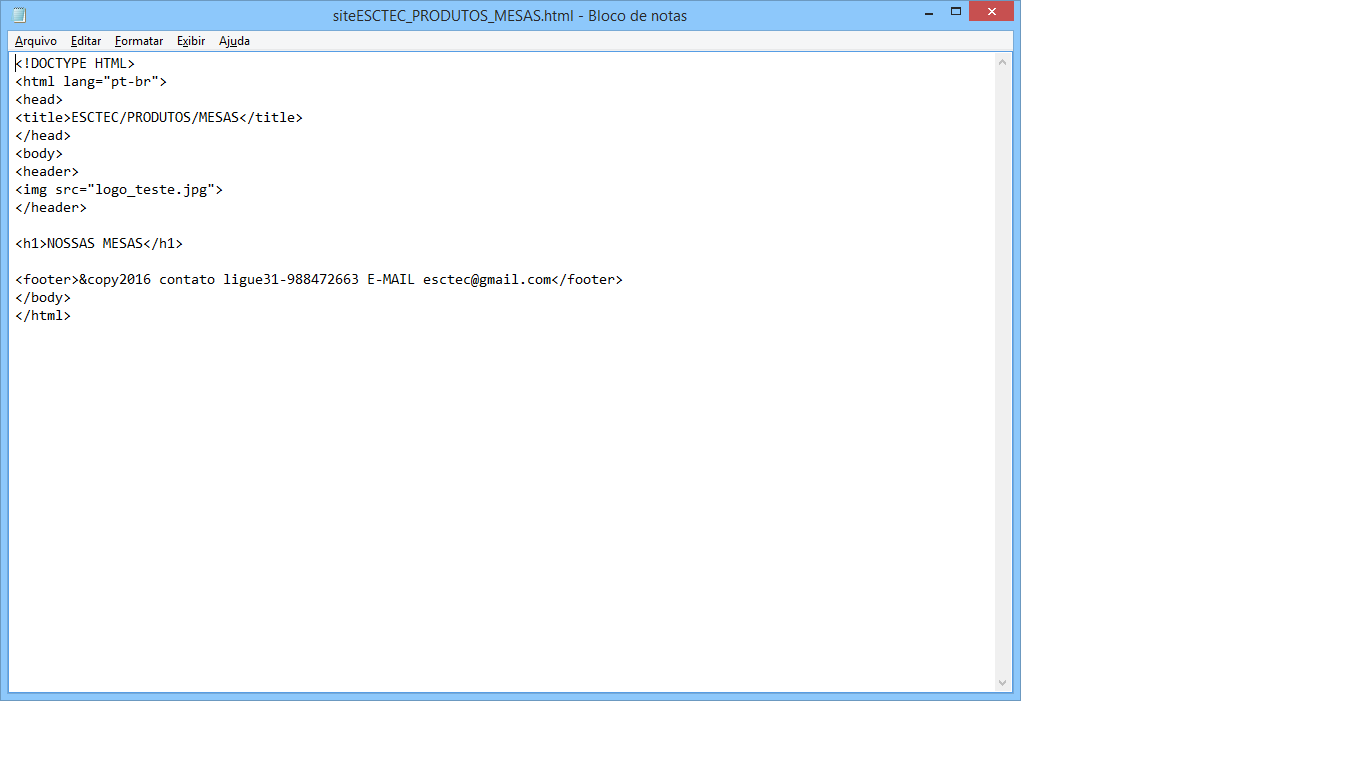 siteESCTEC_PRODUTOS_MESAS.html - Bloco de notas
Arquivo Editar Formatar Exibir Ajuda
<!DOCTYPE HTML>
<html lang="pt-br">
<head>
<title>ESCTEC/PRODUTOS/MESAS</title>
</head>
<body>
<header>
<img src="logo_teste.jpg">
</header>
<h1>NOSSAS MESAS</h1>
<footer>&copy2016 contato ligue31-988472663 E-MAIL esctec@gmail.com</footer>
</body>
</html>